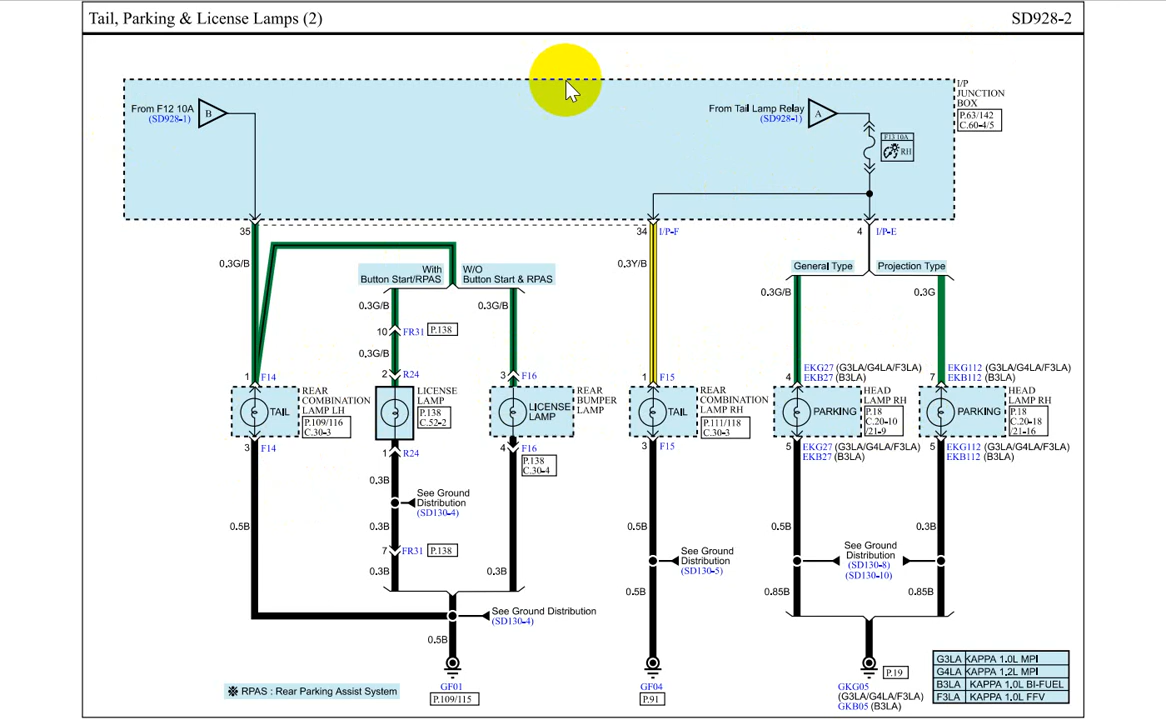 Tail, Parking & License Lamps (2)
SD928-2
From F12 10A
(SD928-1)
B
From Tail Lamp Relay
(SD928-1)
A
F13 10A
RH
I/P
JUNCTION
BOX
P.63/142
C.60-4/5
35
34
I/P-F
4
I/P-E
0.3G/B
With
Button Start/RPAS
W/O
Button Start & RPAS
0.3G/B
0.3G/B
0.3Y/B
General Type
Projection Type
0.3G/B
0.3G
10
FR31
P.138
0.3G/B
1
F14
2
R24
3
F16
1
F15
4
EKG27 (G3LA/G4LA/F3LA)
EKB27 (B3LA)
7
EKG112 (G3LA/G4LA/F3LA)
EKB112 (B3LA)
TAIL
REAR
COMBINATION
LAMP LH
P.109/116
C.30-3
LICENSE
LAMP
P.138
C.52-2
LICENSE
LAMP
REAR
BUMPER
LAMP
TAIL
REAR
COMBINATION
LAMP RH
P.111/118
C.30-3
PARKING
HEAD
LAMP RH
P.18
C.20-10
/21-9
PARKING
HEAD
LAMP RH
P.18
C.20-18
/21-16
3
F14
1
R24
4
F16
P.138
C.30-4
3
F15
5
EKG27 (G3LA/G4LA/F3LA)
EKB27 (B3LA)
5
EKG112 (G3LA/G4LA/F3LA)
EKB112 (B3LA)
0.3B
See Ground
Distribution
(SD130-4)
0.5B
0.3B
7
FR31
P.138
0.3B
0.3B
0.5B
See Ground
Distribution
(SD130-5)
0.5B
0.5B
0.3B
See Ground
Distribution
(SD130-8)
(SD130-10)
0.85B
0.85B
See Ground Distribution
(SD130-4)
0.5B
GF01
P.109/115
GF04
P.91
P.19
GKG05
(G3LA/G4LA/F3LA)
GKB05 (B3LA)
※ RPAS : Rear Parking Assist System
G3LA KAPPA 1.0L MPI
G4LA KAPPA 1.2L MPI
B3LA KAPPA 1.0L BI-FUEL
F3LA KAPPA 1.0L FFV